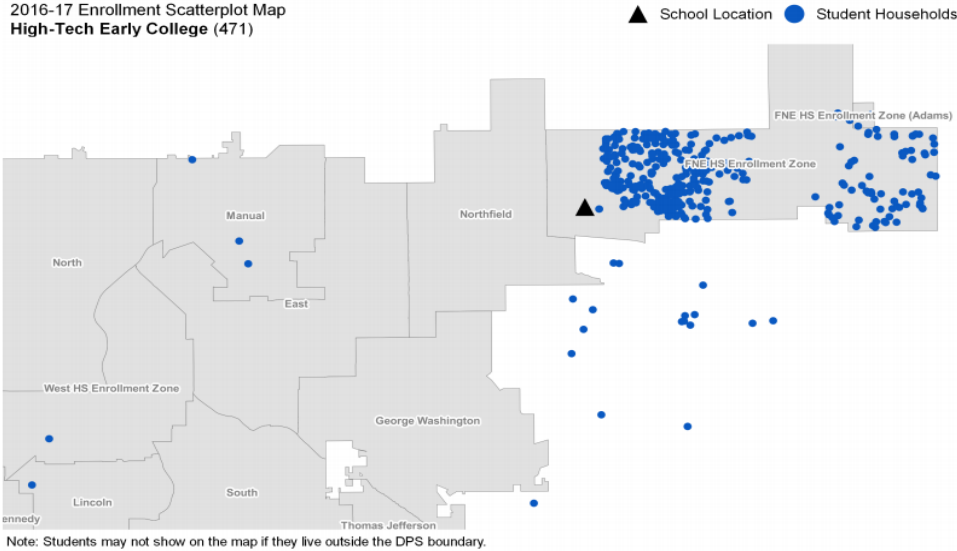 2016-17 Enrollment Scatterplot Map
High-Tech Early College (471)
School Location
Student Households
FNE HS Enrollment Zone (Adams)
FNE HS Enrollment Zone
Manual
Northfield
North
East
West HS Enrollment Zone
George Washington
South
Lincoln
ennedy
Thomas Jefferson
Note: Students may not show on the map if they live outside the DPS boundary.